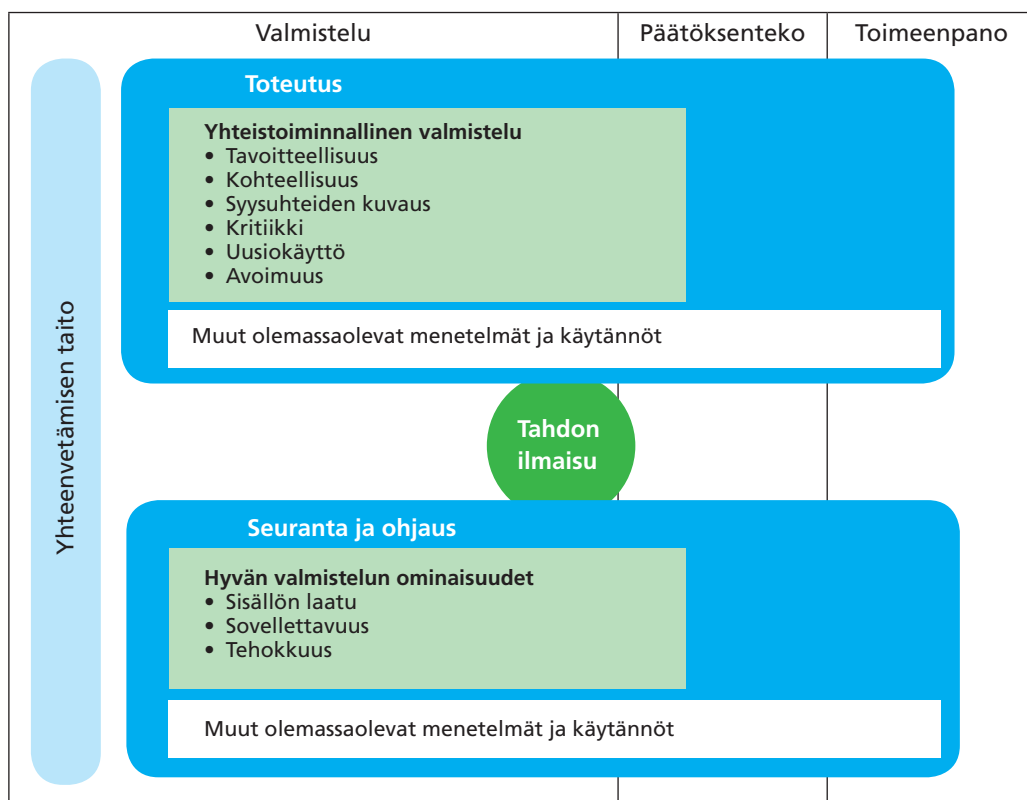 Valmistelu
Päätöksenteko
Toimeenpano
Yhteenvetämisen taito
Toteutus
Yhteistoiminnallinen valmistelu
• Tavoitteellisuus
• Kohteellisuus
• Syysuhteiden kuvaus
• Kritiikki
• Uusiokäyttö
• Avoimuus
Muut olemassaolevat menetelmät ja käytännöt
Tahdon
ilmaisu
Seuranta ja ohjaus
Hyvän valmistelun ominaisuudet
• Sisällön laatu
• Sovellettavuus
• Tehokkuus
Muut olemassaolevat menetelmät ja käytännöt